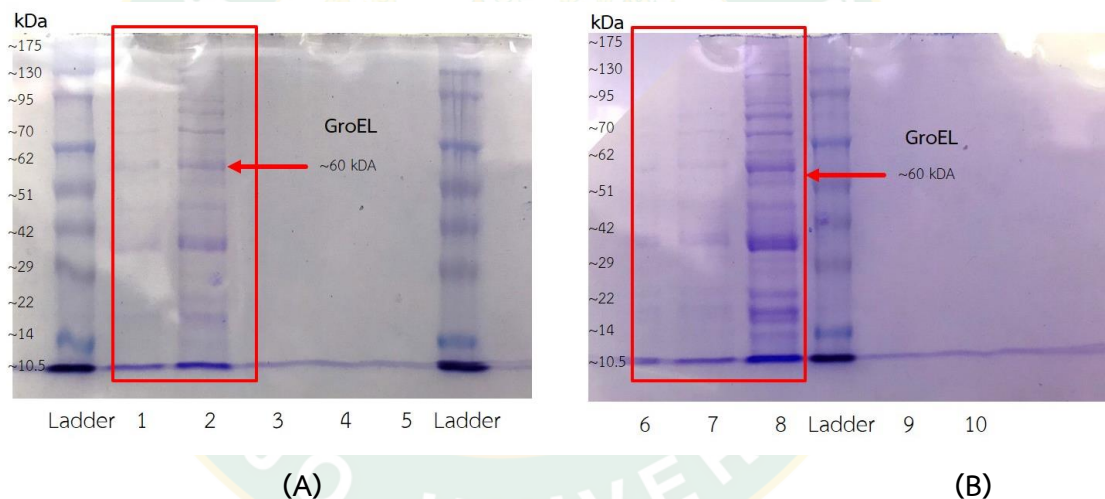 kDa
~175
~130
~95
~70
~62
~51
~42
~29
~22
~14
~10.5
GroEL
~60 kDA
Ladder 1 2 3 4 5 Ladder
(A)
kDa
~175
~130
~95
~70
~62
~51
~42
~29
~22
~14
~10.5
GroEL
~60 kDA
6 7 8 Ladder 9 10
(B)